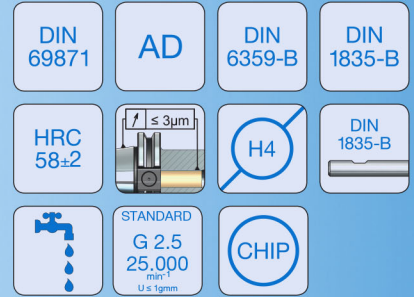 DIN
69871
AD
DIN
6359-B
DIN
1835-B
HRC
58±2
≤ 3µm
H4
DIN
1835-B
STANDARD
G 2.5
25.000
min-1
U ≤ 1gmm
CHIP